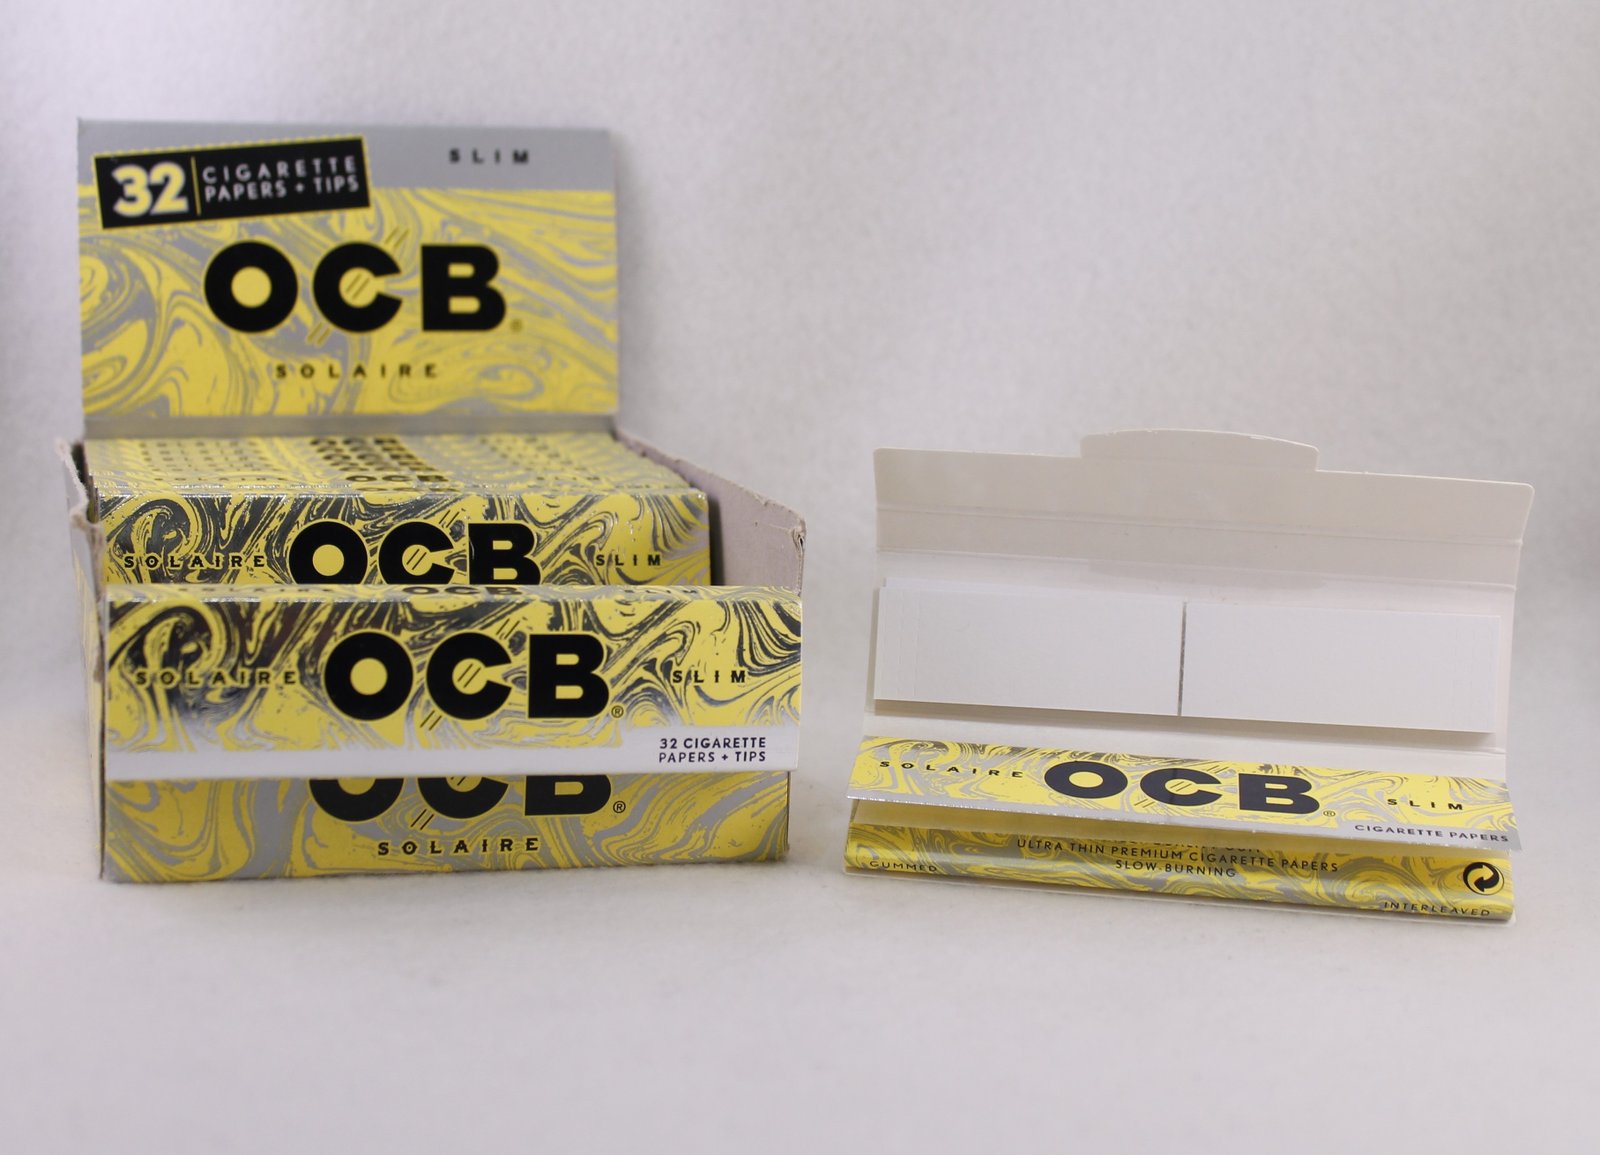 32 CIGARETTE
PAPERS + TIPS
SLIM
OCB®
SOLAIRE
OCB
SOLAIRE
SLIM
OCB®
SOLAIRE
SLIM
32 CIGARETTE
PAPERS + TIPS
OCB®
SOLAIRE
SOLAIRE
OCB®
SLIM
CIGARETTE PAPERS
ULTRA THIN PREMIUM CIGARETTE PAPERS
SLOW-BURNING
GUMMED
INTERLEAVED